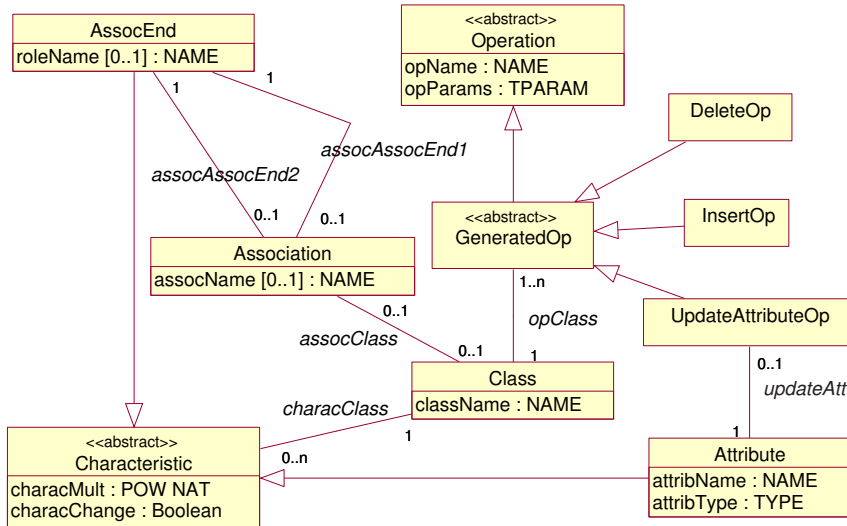 AssocEnd
roleName [0..1] : NAME
1
1
assocAssocEnd1
assocAssocEnd2
0..1
0..1
Association
assocName [0..1] : NAME
0..1
assocClass
0..1
<<abstract>>
Operation
opName : NAME
opParams : TPARAM
DeleteOp
<<abstract>>
GeneratedOp
InsertOp
1..n
opClass
1
UpdateAttributeOp
0..1
updateAtt
1
Class
className : NAME
characClass
1
0..n
<<abstract>>
Characteristic
characMult : POW NAT
characChange : Boolean
Attribute
attribName : NAME
attribType : TYPE